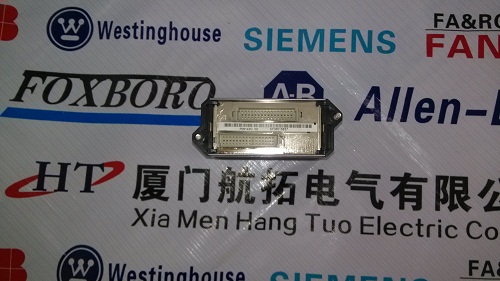 B Westinghouse SIEMENS FA&RO
FAN
FOXBORO A-B Allen-B
HT 厦门航拓电气有限公
Xia Men Hang Tuo Electric Co
B Westinghouse SIEMENS FA&